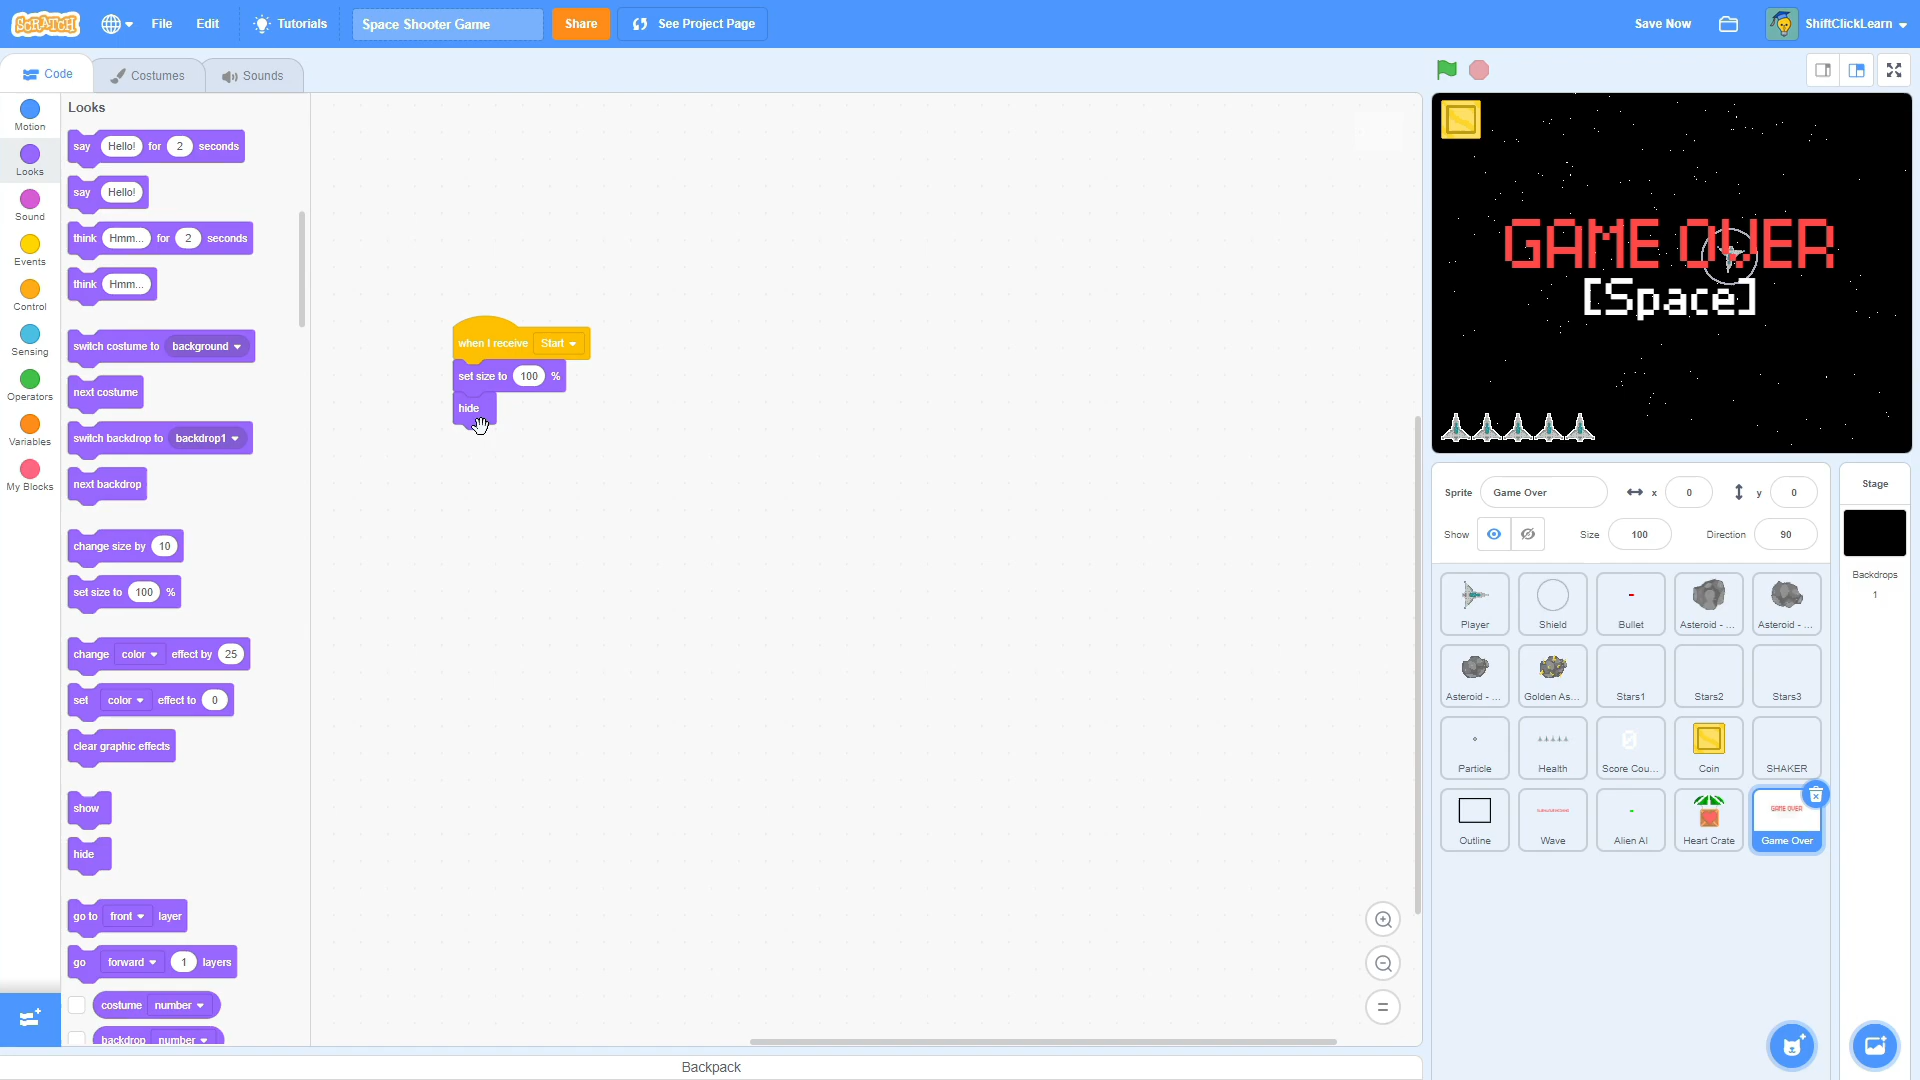 SCRATCH File Edit Tutorials Space Shooter Game Share See Project Page Save Now ShiftClickLearn
Code Costumes Sounds
Motion
Looks
Sound
Events
Control
Sensing
Operators
Variables
My Blocks
Looks
say Hello! for 2 seconds
say Hello!
think Hmm... for 2 seconds
think Hmm...
switch costume to background
next costume
switch backdrop to backdrop1
next backdrop
change size by 10
set size to 100 %
change color effect by 25
set color effect to 0
clear graphic effects
show
hide
go to front layer
go forward 1 layers
costume number
backdrop number
when I receive Start
set size to 100 %
hide
GAME OVER
[Space]
Sprite Game Over x 0 y 0
Show Size 100 Direction 90
Player Shield Bullet Asteroid - ... Asteroid - ...
Asteroid - ... Golden As... Stars1 Stars2 Stars3
0
Particle Health Score Cou... Coin SHAKER
GAME OVER
Outline Wave Alien AI Heart Crate Game Over
Stage
Backdrops
1
Backpack